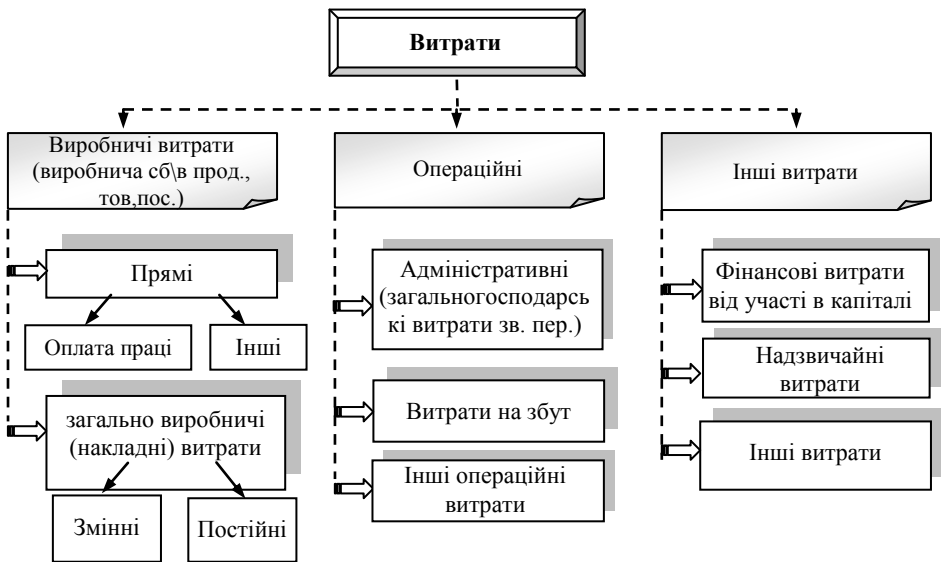 Витрати
Виробничі витрати
(виробнича сб\в прод.,
тов,пос.)
Прямі
Оплата праці
Інші
загально виробничі
(накладні) витрати
Змінні
Постійні
Операційні
Адміністративні
(загальногосподарсь
кі витрати зв. пер.)
Витрати на збут
Інші операційні
витрати
Інші витрати
Фінансові витрати
від участі в капіталі
Надзвичайні
витрати
Інші витрати